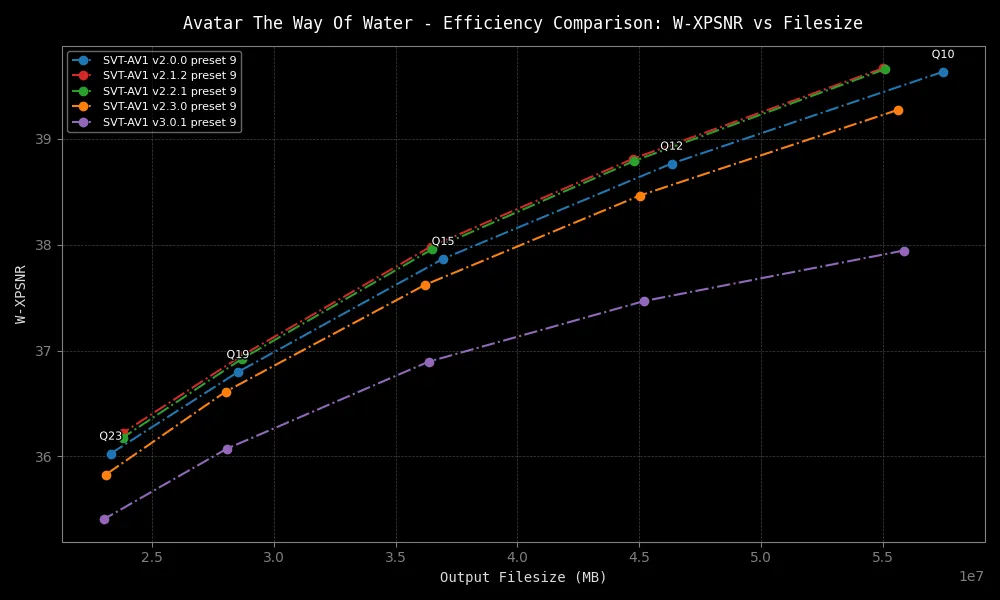 Avatar The Way Of Water - Efficiency Comparison: W-XPSNR vs Filesize
SVT-AV1 v2.0.0 preset 9
SVT-AV1 v2.1.2 preset 9
SVT-AV1 v2.2.1 preset 9
SVT-AV1 v2.3.0 preset 9
SVT-AV1 v3.0.1 preset 9
Q10
Q12
Q15
Q19
Q23
39
38
37
36
W-XPSNR
2.5
3.0
3.5
4.0
4.5
5.0
5.5
1e7
Output Filesize (MB)